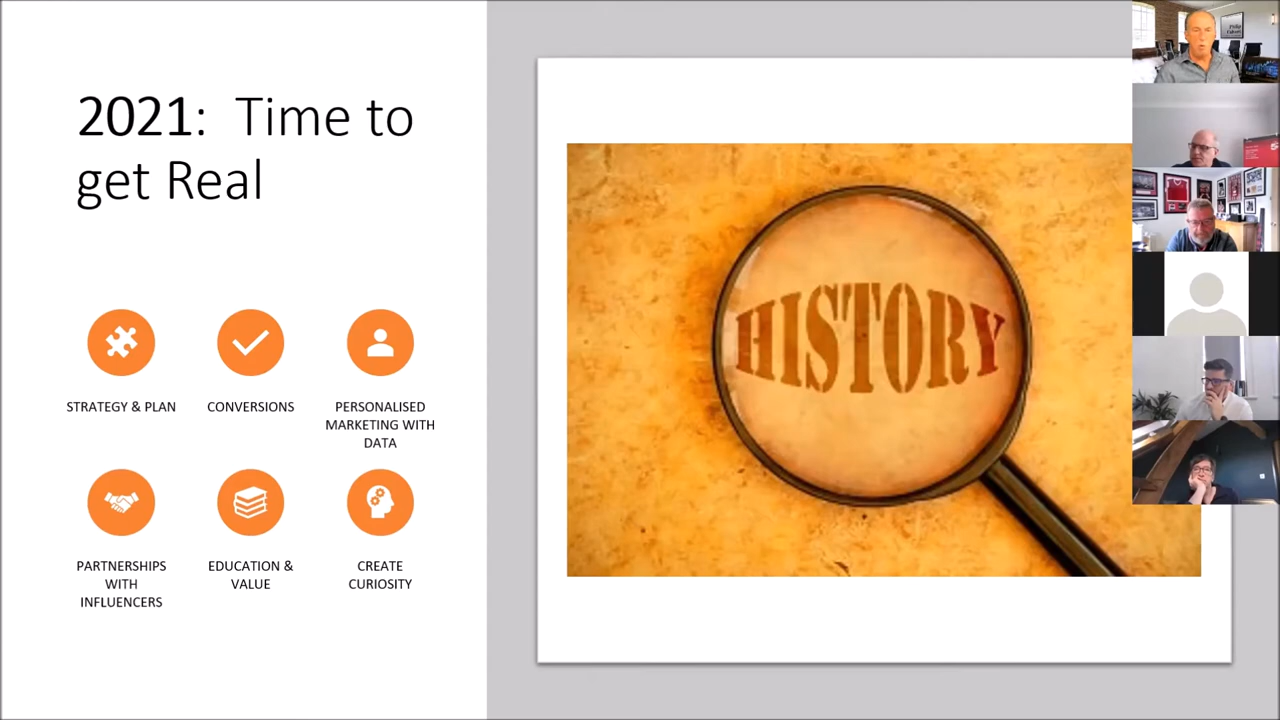 2021: Time to
get Real
STRATEGY & PLAN
CONVERSIONS
PERSONALISED
MARKETING WITH
DATA
PARTNERSHIPS
WITH
INFLUENCERS
EDUCATION &
VALUE
CREATE
CURIOSITY
HISTORY